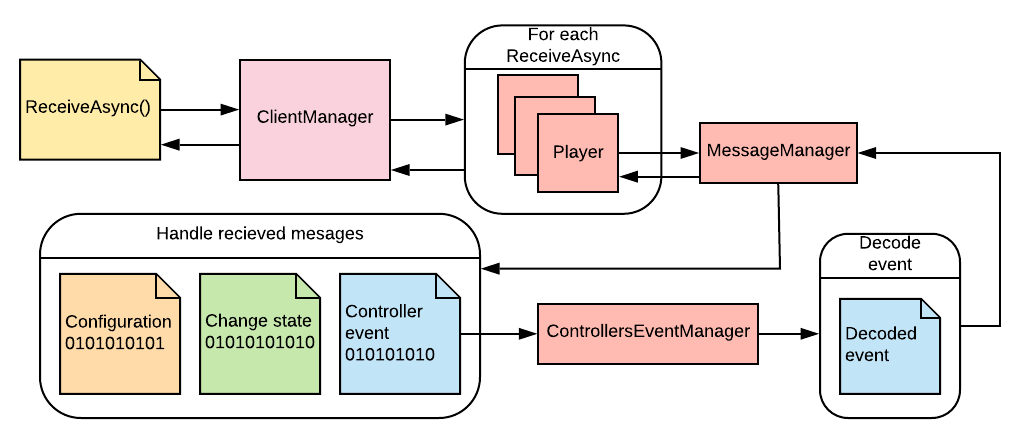 For each
ReceiveAsync
ReceiveAsync()
ClientManager
Player
MessageManager
Handle recieved mesages
Configuration
0101010101
Change state
01010101010
Controller
event
010101010
ControllersEventManager
Decode
event
Decoded
event